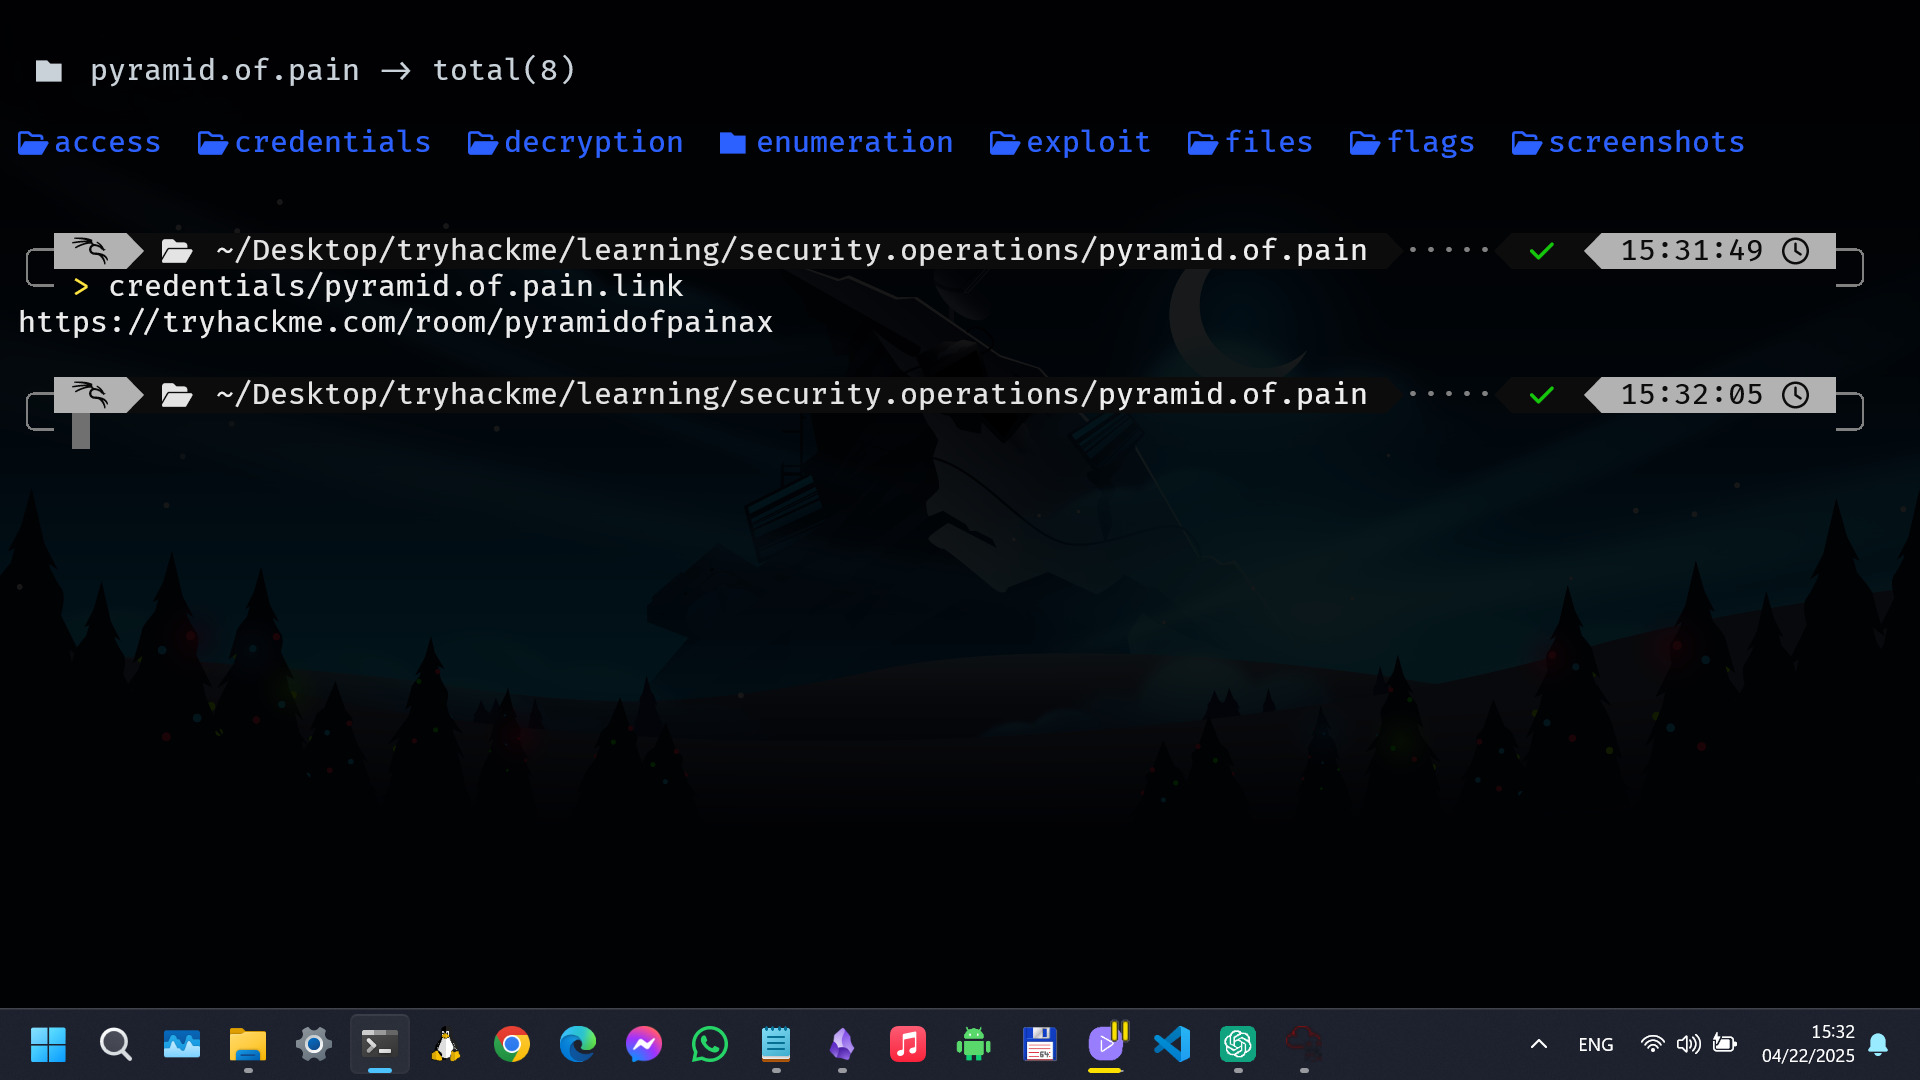 pyramid.of.pain → total(8)
access credentials decryption enumeration exploit files flags screenshots
~/Desktop/tryhackme/learning/security.operations/pyramid.of.pain ····· ✓ 15:31:49
> credentials/pyramid.of.pain.link
https://tryhackme.com/room/pyramidofpainax
~/Desktop/tryhackme/learning/security.operations/pyramid.of.pain ····· ✓ 15:32:05
64
ENG
15:32
04/22/2025